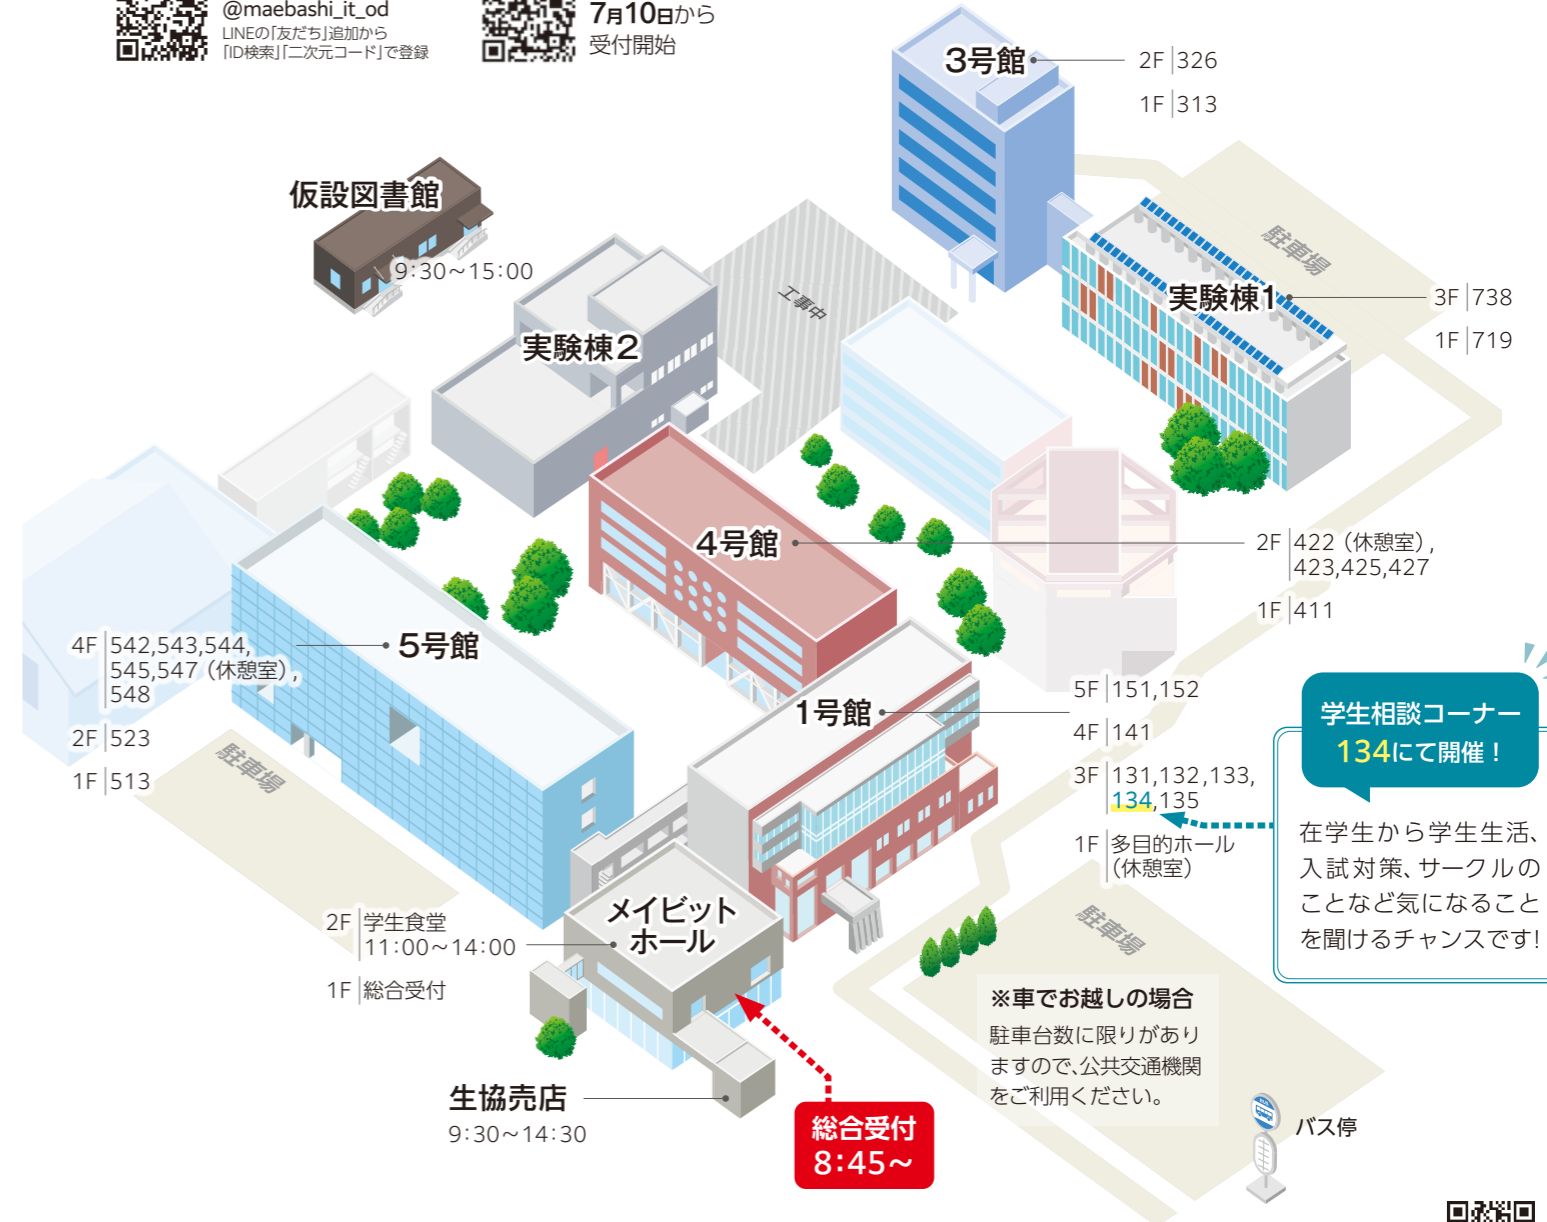 @maebashi_it_od
LINEの「友だち」追加から
「ID検索」「二次元コード」で登録
7月10日から
受付開始
3号館
2F 326
1F 313
仮設図書館
9:30～15:00
駐車場
工事中
実験棟1
3F 738
1F 719
実験棟2
4号館
2F 422（休憩室）,
423,425,427
1F 411
5号館
4F 542,543,544,
545,547（休憩室）,
548
2F 523
1F 513
駐車場
1号館
5F 151,152
4F 141
3F 131,132,133,
134,135
1F 多目的ホール
（休憩室）
学生相談コーナー
134にて開催！
在学生から学生生活、
入試対策、サークルの
ことなど気になること
を聞けるチャンスです!
メイビット
ホール
2F 学生食堂
11:00～14:00
1F 総合受付
駐車場
※車でお越しの場合
駐車台数に限りがあり
ますので、公共交通機関
をご利用ください。
生協売店
9:30～14:30
総合受付
8:45～
バス停